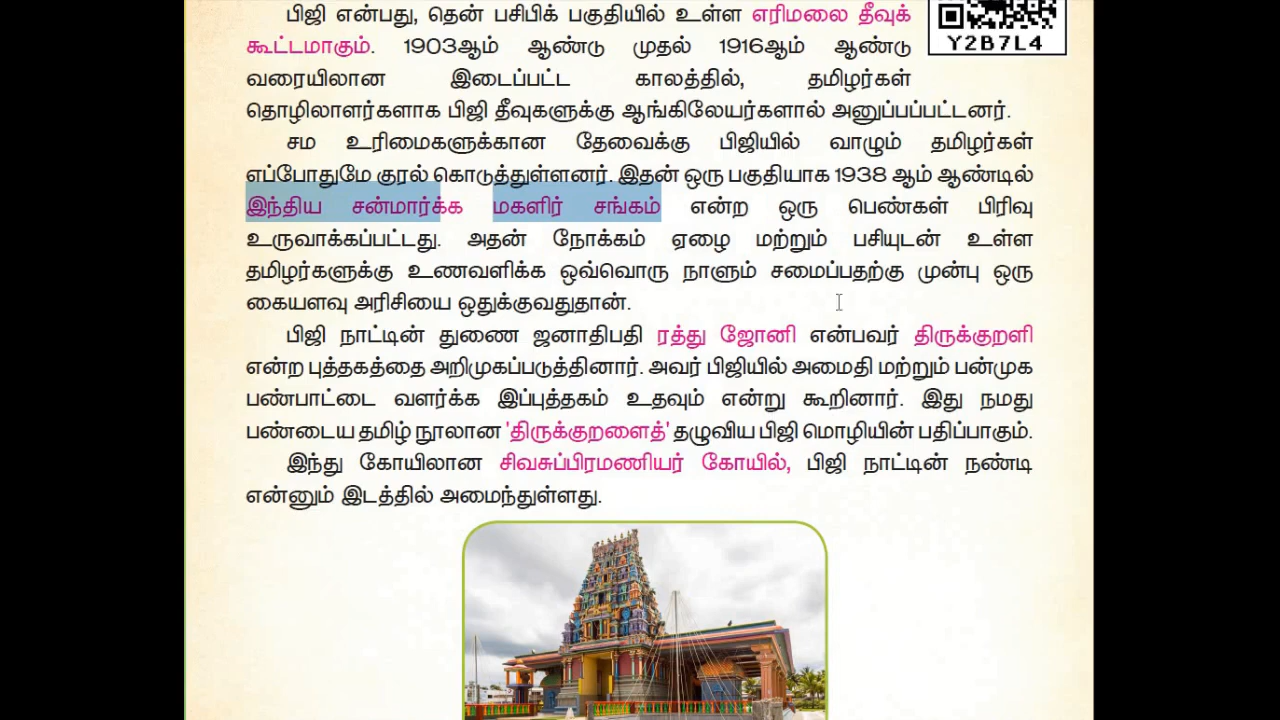 பிஜி என்பது, தென் பசிபிக் பகுதியில் உள்ள எரிமலை தீவுக்
கூட்டமாகும். 1903ஆம் ஆண்டு முதல் 1916ஆம் ஆண்டு
வரையிலான இடைப்பட்ட காலத்தில், தமிழர்கள்
தொழிலாளர்களாக பிஜி தீவுகளுக்கு ஆங்கிலேயர்களால் அனுப்பப்பட்டனர்.
Y2B7L4
சம உரிமைகளுக்கான தேவைக்கு பிஜியில் வாழும் தமிழர்கள்
எப்போதுமே குரல் கொடுத்துள்ளனர். இதன் ஒரு பகுதியாக 1938 ஆம் ஆண்டில்
இந்திய சன்மார்க்க மகளிர் சங்கம் என்ற ஒரு பெண்கள் பிரிவு
உருவாக்கப்பட்டது. அதன் நோக்கம் ஏழை மற்றும் பசியுடன் உள்ள
தமிழர்களுக்கு உணவளிக்க ஒவ்வொரு நாளும் சமைப்பதற்கு முன்பு ஒரு
கையளவு அரிசியை ஒதுக்குவதுதான்.
பிஜி நாட்டின் துணை ஜனாதிபதி ரத்து ஜோனி என்பவர் திருக்குறளி
என்ற புத்தகத்தை அறிமுகப்படுத்தினார். அவர் பிஜியில் அமைதி மற்றும் பன்முக
பண்பாட்டை வளர்க்க இப்புத்தகம் உதவும் என்று கூறினார். இது நமது
பண்டைய தமிழ் நூலான 'திருக்குறளைத்' தழுவிய பிஜி மொழியின் பதிப்பாகும்.
இந்து கோயிலான சிவசுப்பிரமணியர் கோயில், பிஜி நாட்டின் நண்டி
என்னும் இடத்தில் அமைந்துள்ளது.